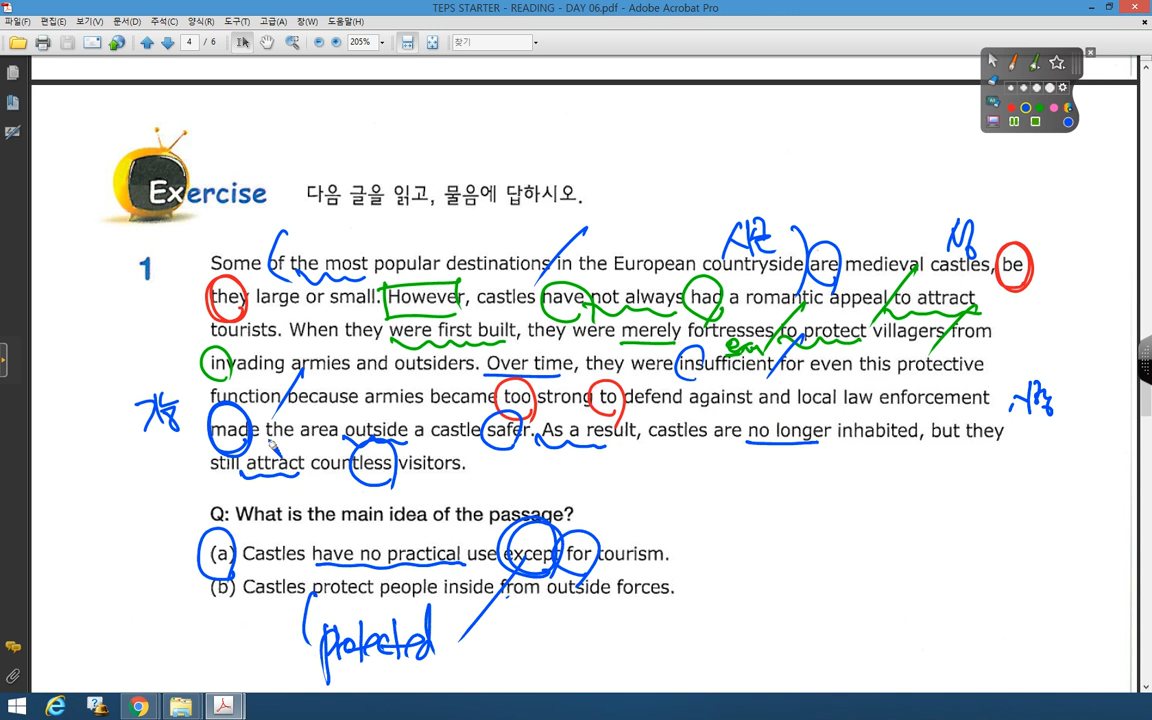 TEPS STARTER - READING - DAY 06.pdf - Adobe Acrobat Pro
파일(F) 편집(E) 보기(V) 문서(D) 주석(C) 양식(R) 도구(T) 고급(A) 창(W) 도움말(H)
4 / 6 205% 찾기
Exercise 다음 글을 읽고, 물음에 답하시오.
1
Some of the most popular destinations in the European countryside are medieval castles, be
they large or small. However, castles have not always had a romantic appeal to attract
tourists. When they were first built, they were merely fortresses to protect villagers from
invading armies and outsiders. Over time, they were insufficient for even this protective
function because armies became too strong to defend against and local law enforcement
made the area outside a castle safer. As a result, castles are no longer inhabited, but they
still attract countless visitors.
Q: What is the main idea of the passage?
(a) Castles have no practical use except for tourism.
(b) Castles protect people inside from outside forces.
protected